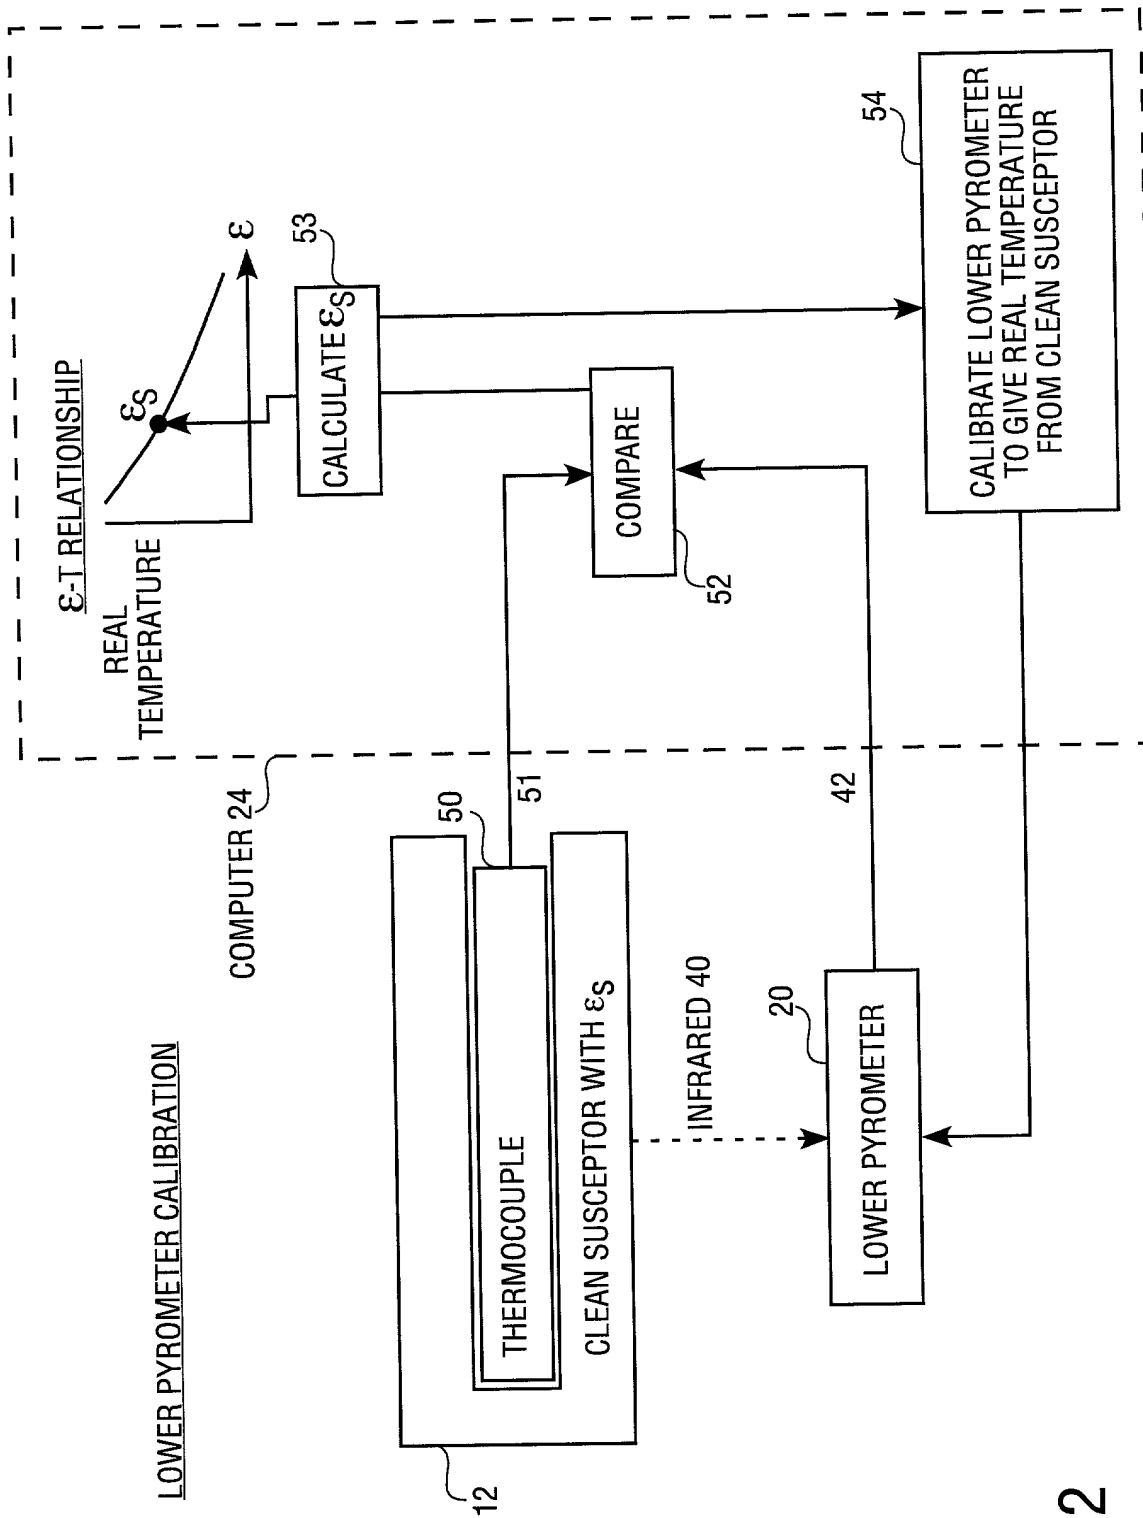 LOWER PYROMETER CALIBRATION
COMPUTER 24
ε-T RELATIONSHIP
REAL
TEMPERATURE
εS
ε
12
THERMOCOUPLE
50
51
CLEAN SUSCEPTOR WITH εS
CALCULATE εS
53
COMPARE
52
INFRARED 40
20
LOWER PYROMETER
42
54
CALIBRATE LOWER PYROMETER
TO GIVE REAL TEMPERATURE
FROM CLEAN SUSCEPTOR
2